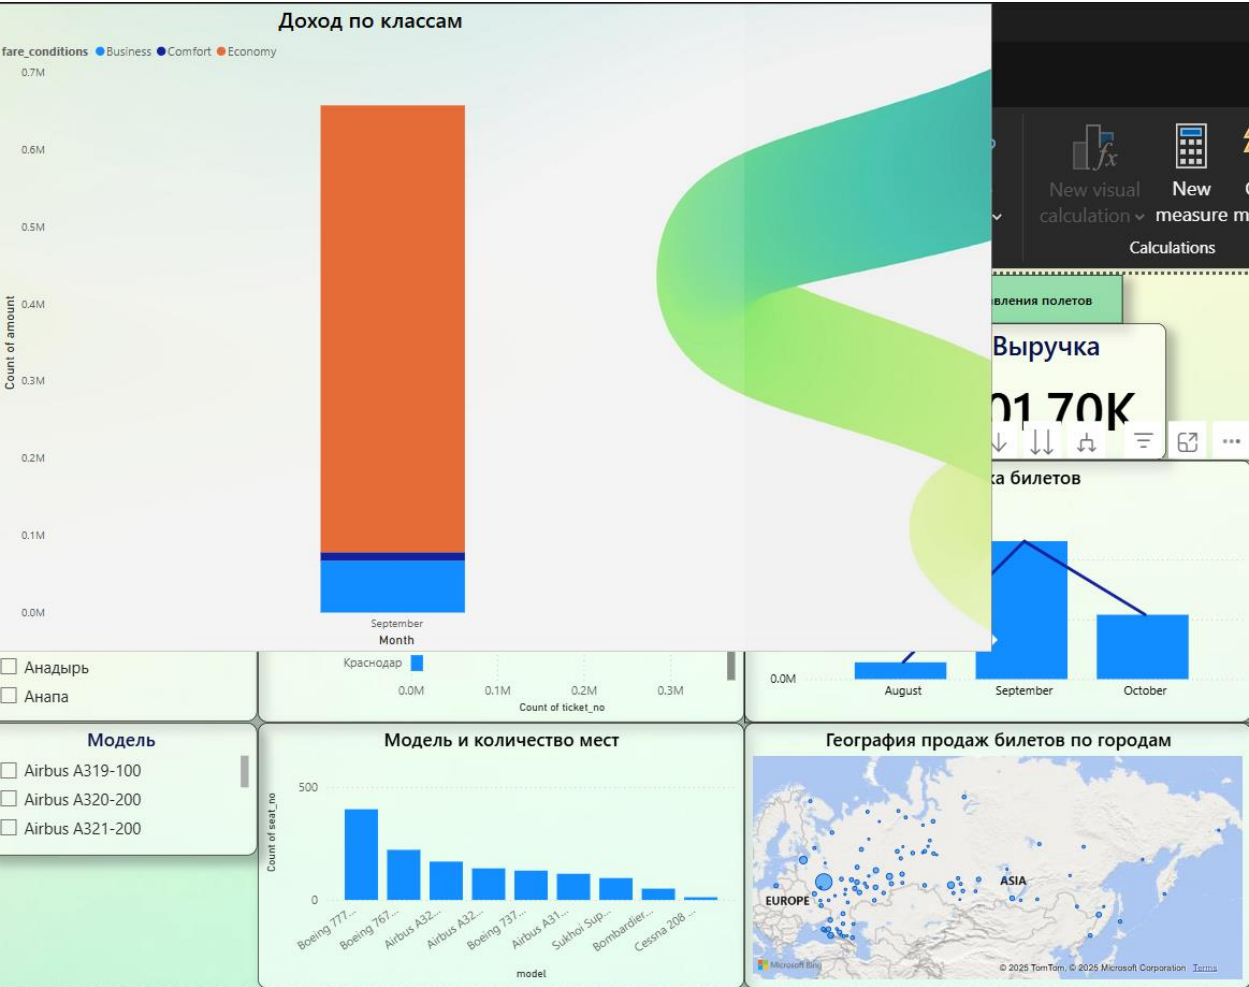 Доход по классам
fare_conditions Business Comfort Economy
0.7M
0.6M
0.5M
0.4M
0.3M
0.2M
0.1M
0.0M
Count of amount
September
Month
New visual
calculation
New
measure
Calculations
вления полетов
Выручка
01.70K
ка билетов
0.0M
August September October
Анадырь
Анапа
Краснодар
0.0M 0.1M 0.2M 0.3M
Count of ticket_no
Модель
Airbus A319-100
Airbus A320-200
Airbus A321-200
Модель и количество мест
500
0
Count of seat_no
Boeing 777... Boeing 767... Airbus A32... Airbus A32... Boeing 737... Airbus A31... Sukhoi Sup... Bombardier... Cessna 208 ...
model
География продаж билетов по городам
ASIA
EUROPE
Microsoft Bing
© 2025 TomTom, © 2025 Microsoft Corporation Terms